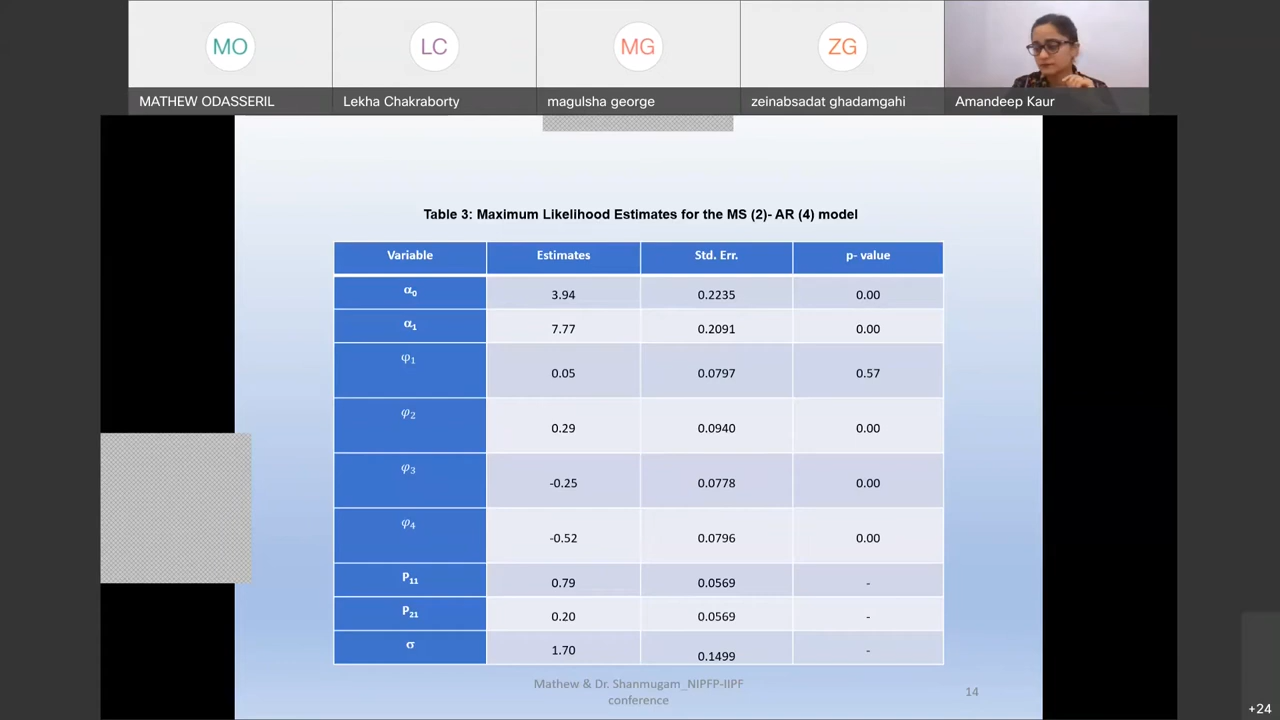 MO
LC
MG
ZG
MATHEW ODASSERIL
Lekha Chakraborty
magulsha george
zeinabsadat ghadamgahi
Amandeep Kaur
Table 3: Maximum Likelihood Estimates for the MS (2)- AR (4) model
Variable Estimates Std. Err. p- value
α₀ 3.94 0.2235 0.00
α₁ 7.77 0.2091 0.00
φ₁ 0.05 0.0797 0.57
φ₂ 0.29 0.0940 0.00
φ₃ -0.25 0.0778 0.00
φ₄ -0.52 0.0796 0.00
P₁₁ 0.79 0.0569 -
P₂₁ 0.20 0.0569 -
σ 1.70 0.1499 -
Mathew & Dr. Shanmugam_NIPFP-IIPF
conference
14
+24